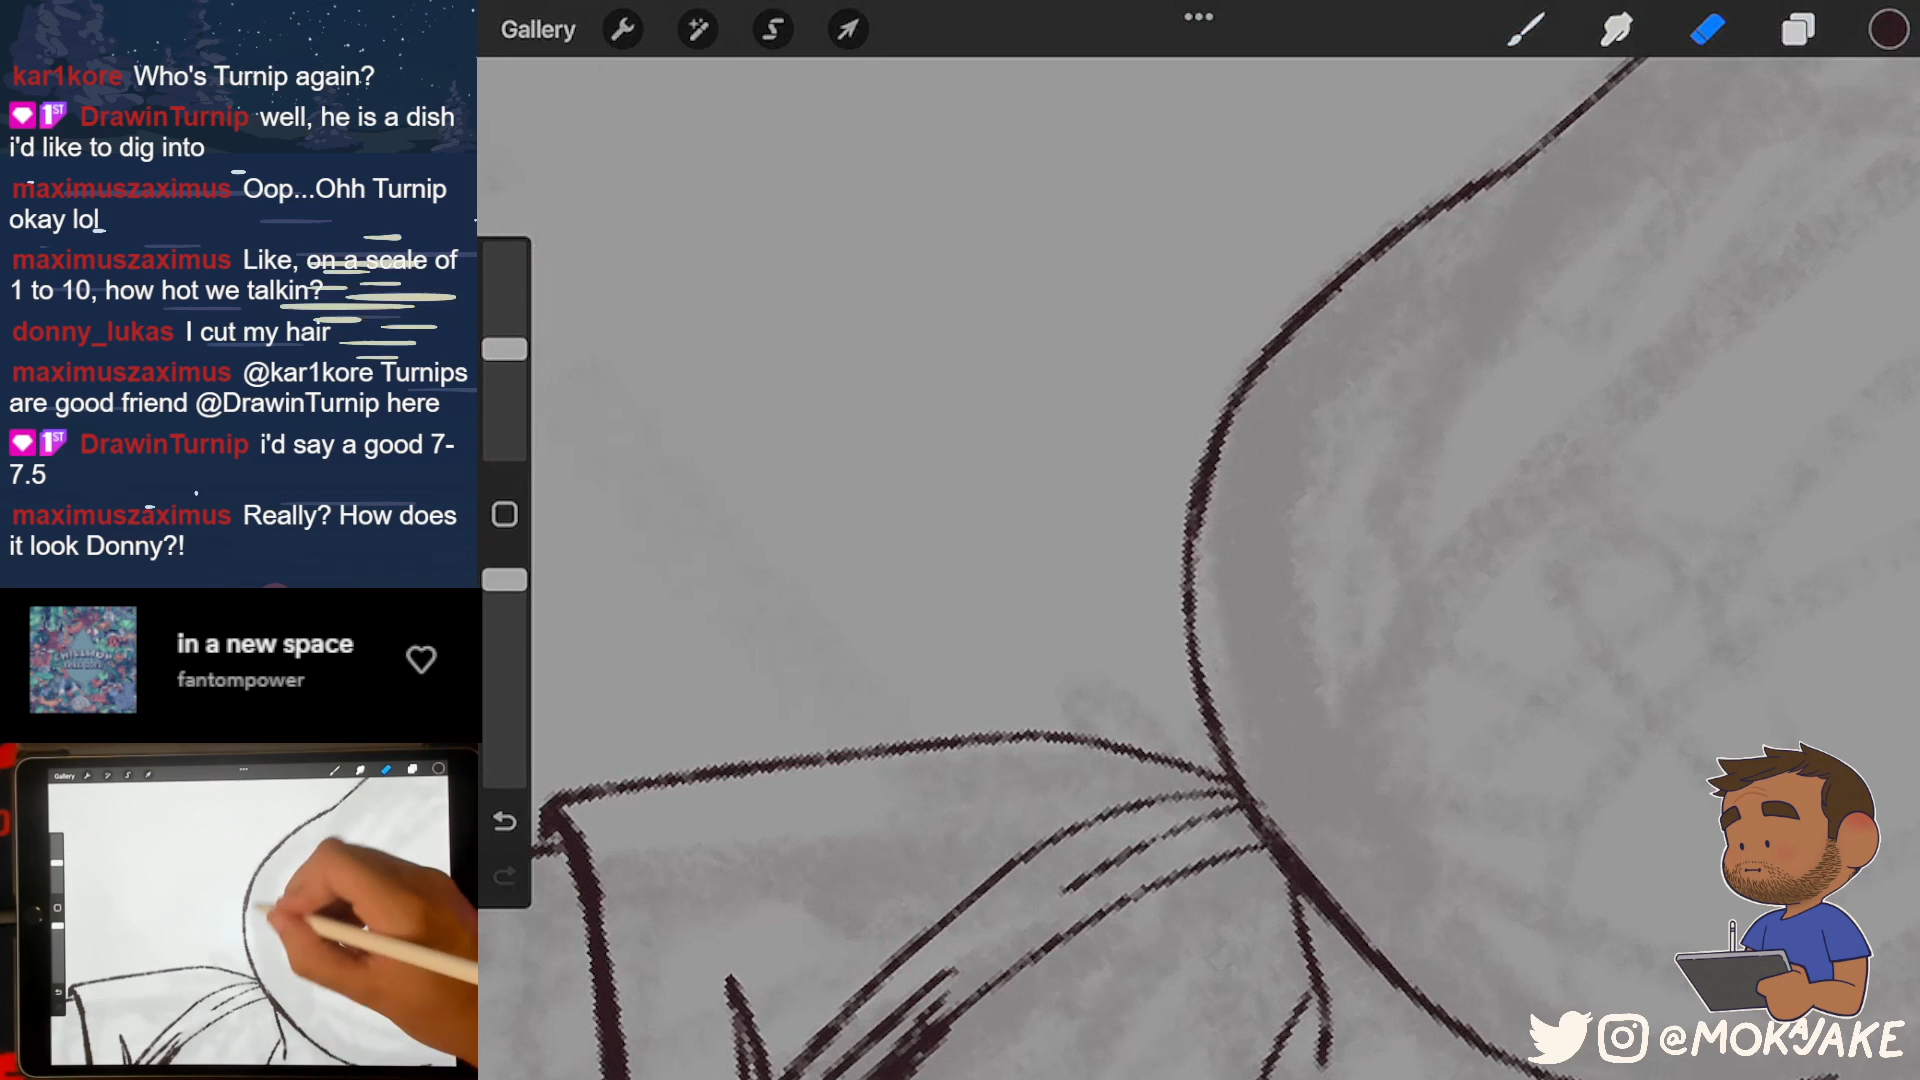 Gallery
kar1kore Who's Turnip again?
1ST DrawinTurnip well, he is a dish
i'd like to dig into
maximuszaximus Oop...Ohh Turnip
okay lol
maximuszaximus Like, on a scale of
1 to 10, how hot we talkin?
donny_lukas I cut my hair
maximuszaximus @kar1kore Turnips
are good friend @DrawinTurnip here
1ST DrawinTurnip i'd say a good 7-
7.5
maximuszaximus Really? How does
it look Donny?!
in a new space
fantompower
Gallery
@MOKAJAKE